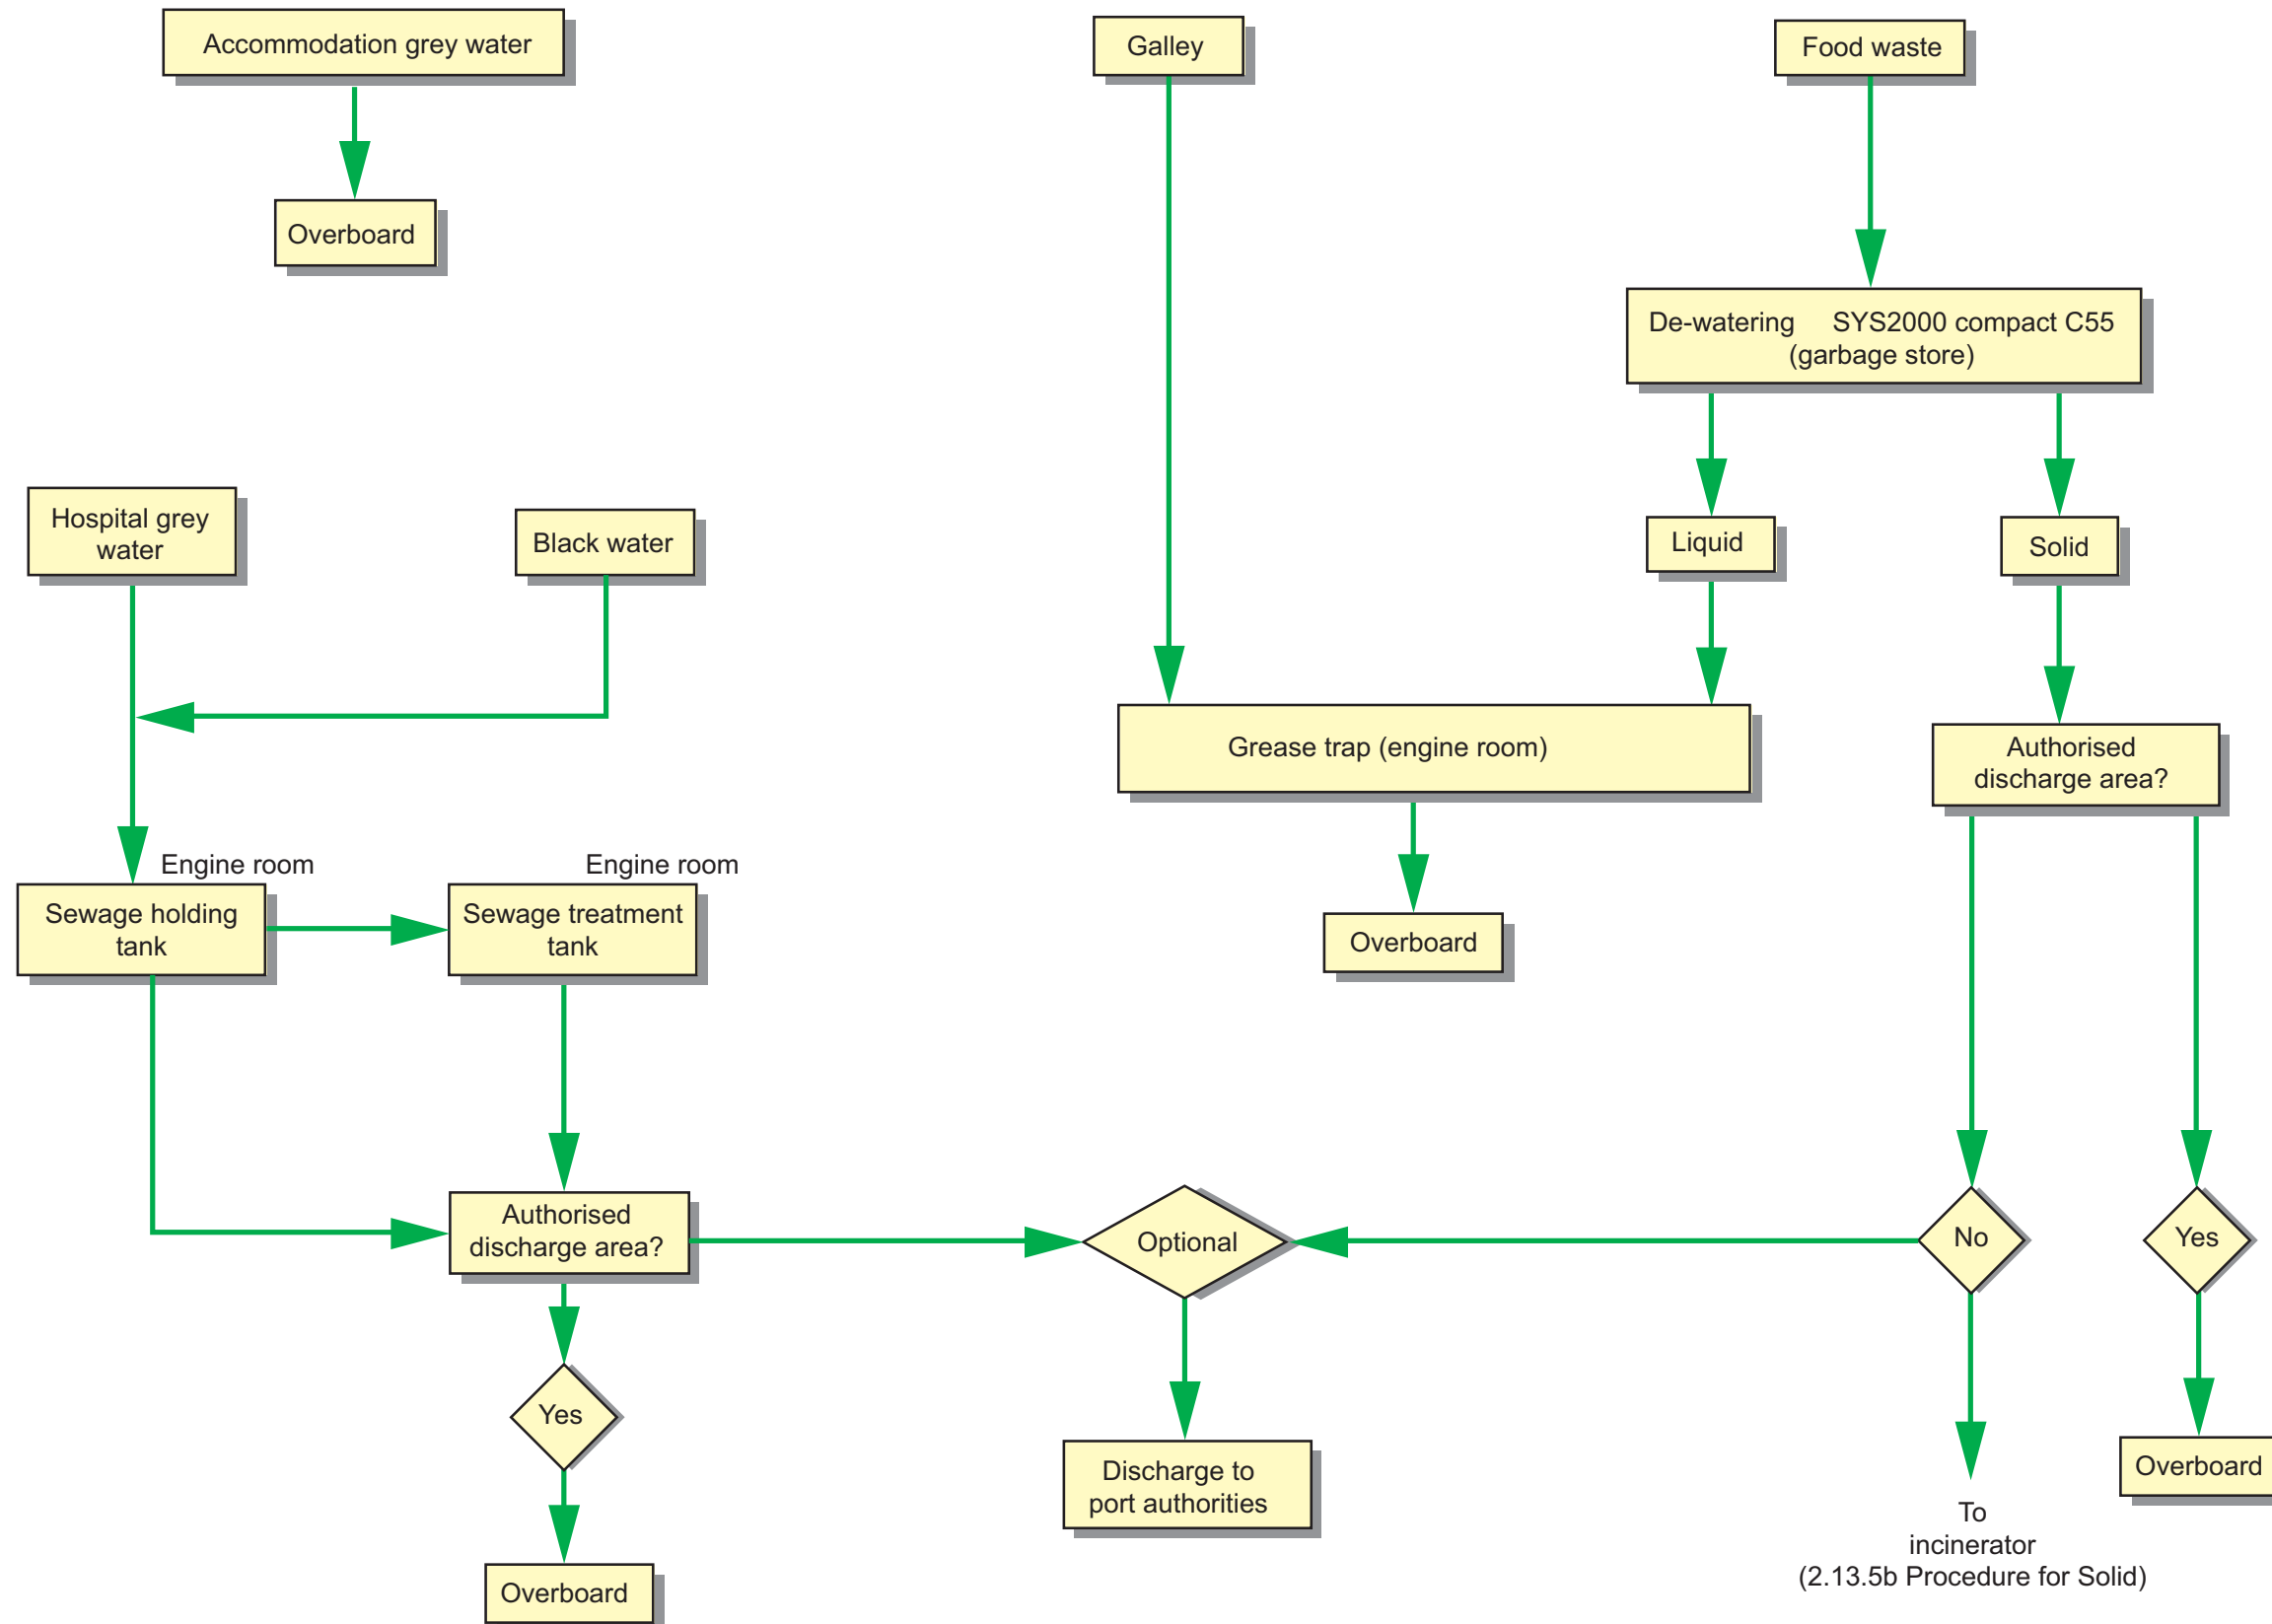 Accommodation grey water
Galley
Food waste
Overboard
De-watering SYS2000 compact C55
(garbage store)
Hospital grey
water
Black water
Liquid
Solid
Grease trap (engine room)
Authorised
discharge area?
Engine room
Engine room
Sewage holding
tank
Sewage treatment
tank
Overboard
Authorised
discharge area?
Optional
No
Yes
Yes
Discharge to
port authorities
Overboard
To
incinerator
(2.13.5b Procedure for Solid)
Overboard